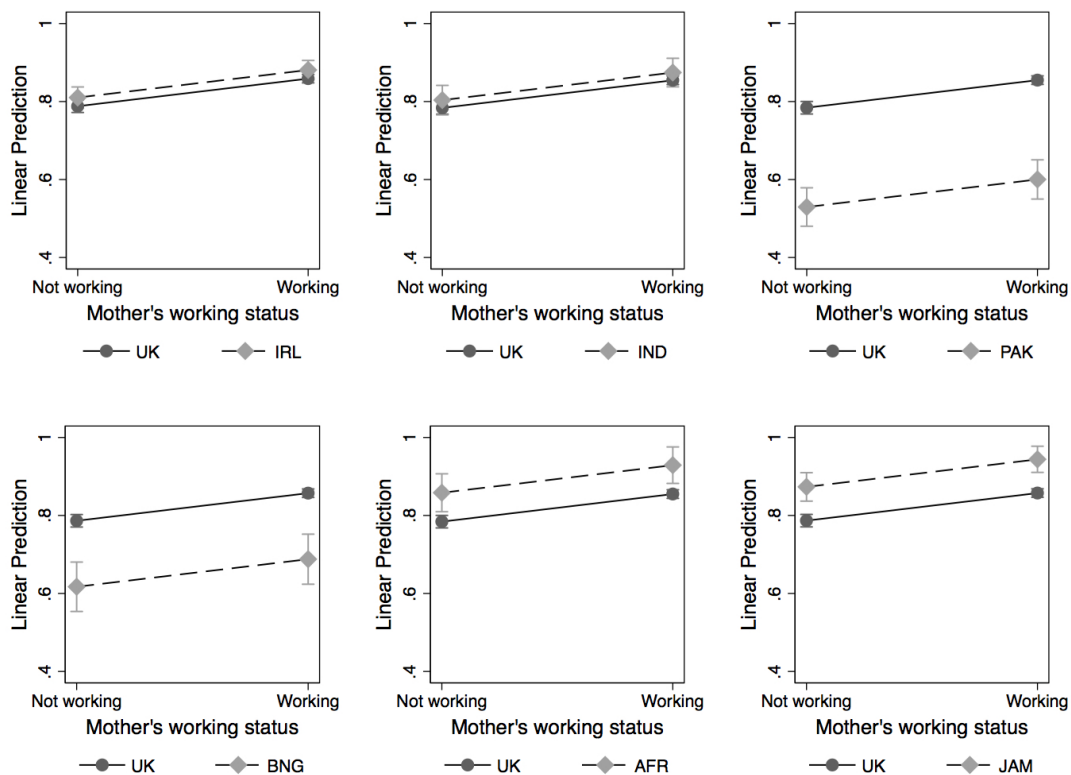 Linear Prediction
1
.8
.6
.4
Not working Working
Mother's working status
UK IRL
Linear Prediction
1
.8
.6
.4
Not working Working
Mother's working status
UK IND
Linear Prediction
1
.8
.6
.4
Not working Working
Mother's working status
UK PAK
Linear Prediction
1
.8
.6
.4
Not working Working
Mother's working status
UK BNG
Linear Prediction
1
.8
.6
.4
Not working Working
Mother's working status
UK AFR
Linear Prediction
1
.8
.6
.4
Not working Working
Mother's working status
UK JAM